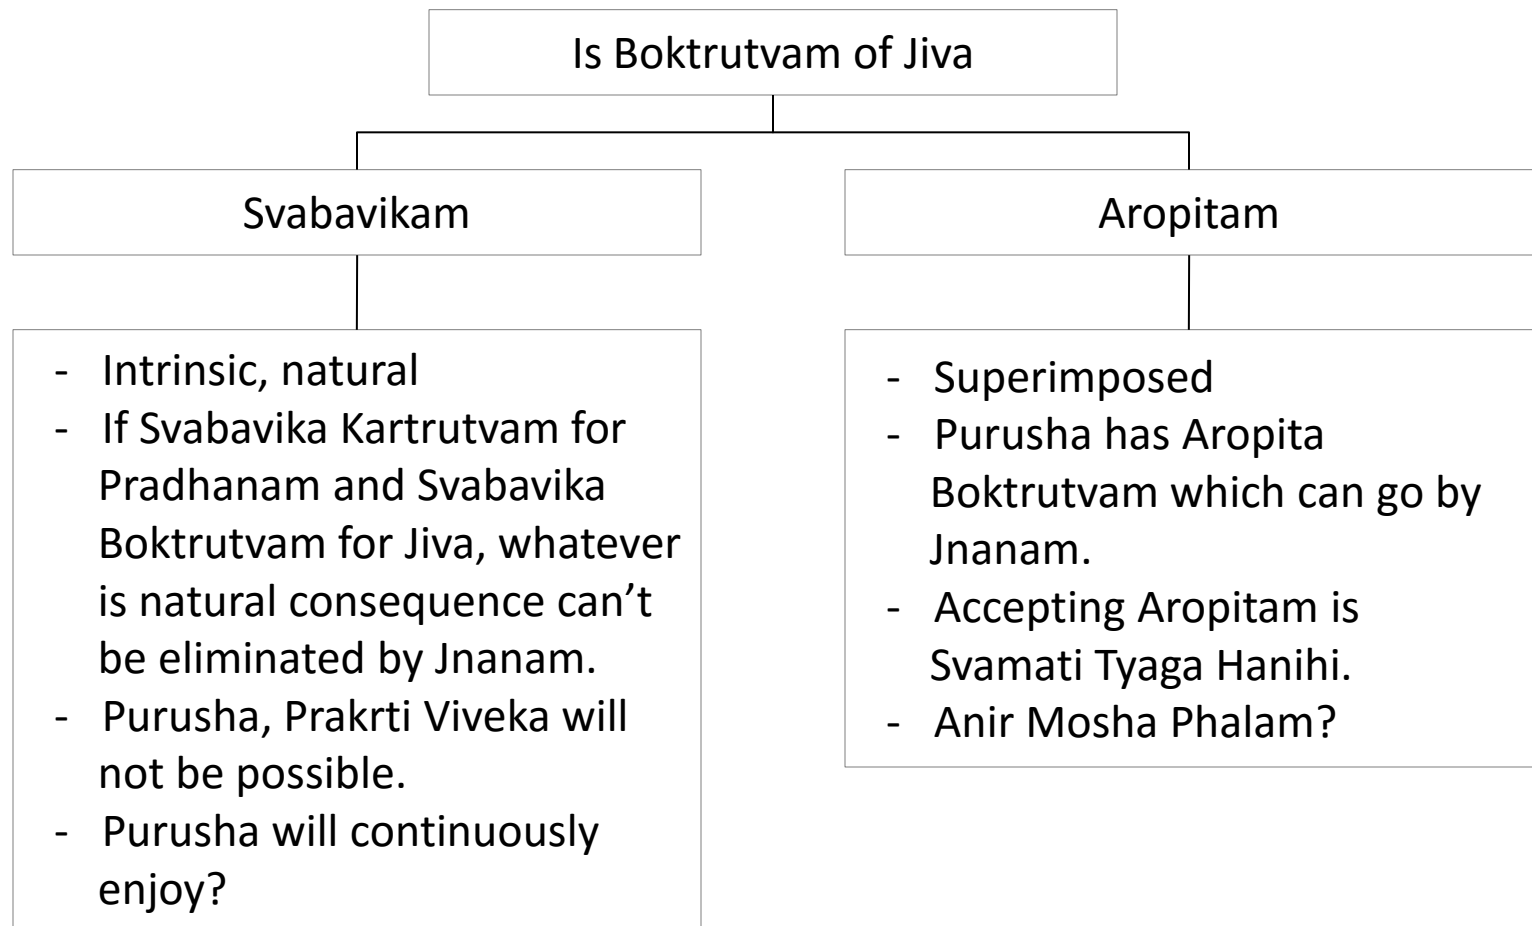 Is Boktrutvam of Jiva
Svabavikam
Aropitam
- Intrinsic, natural
- If Svabavika Kartrutvam for
Pradhanam and Svabavika
Boktrutvam for Jiva, whatever
is natural consequence can’t
be eliminated by Jnanam.
- Purusha, Prakrti Viveka will
not be possible.
- Purusha will continuously
enjoy?
- Superimposed
- Purusha has Aropita
Boktrutvam which can go by
Jnanam.
- Accepting Aropitam is
Svamati Tyaga Hanihi.
- Anir Mosha Phalam?